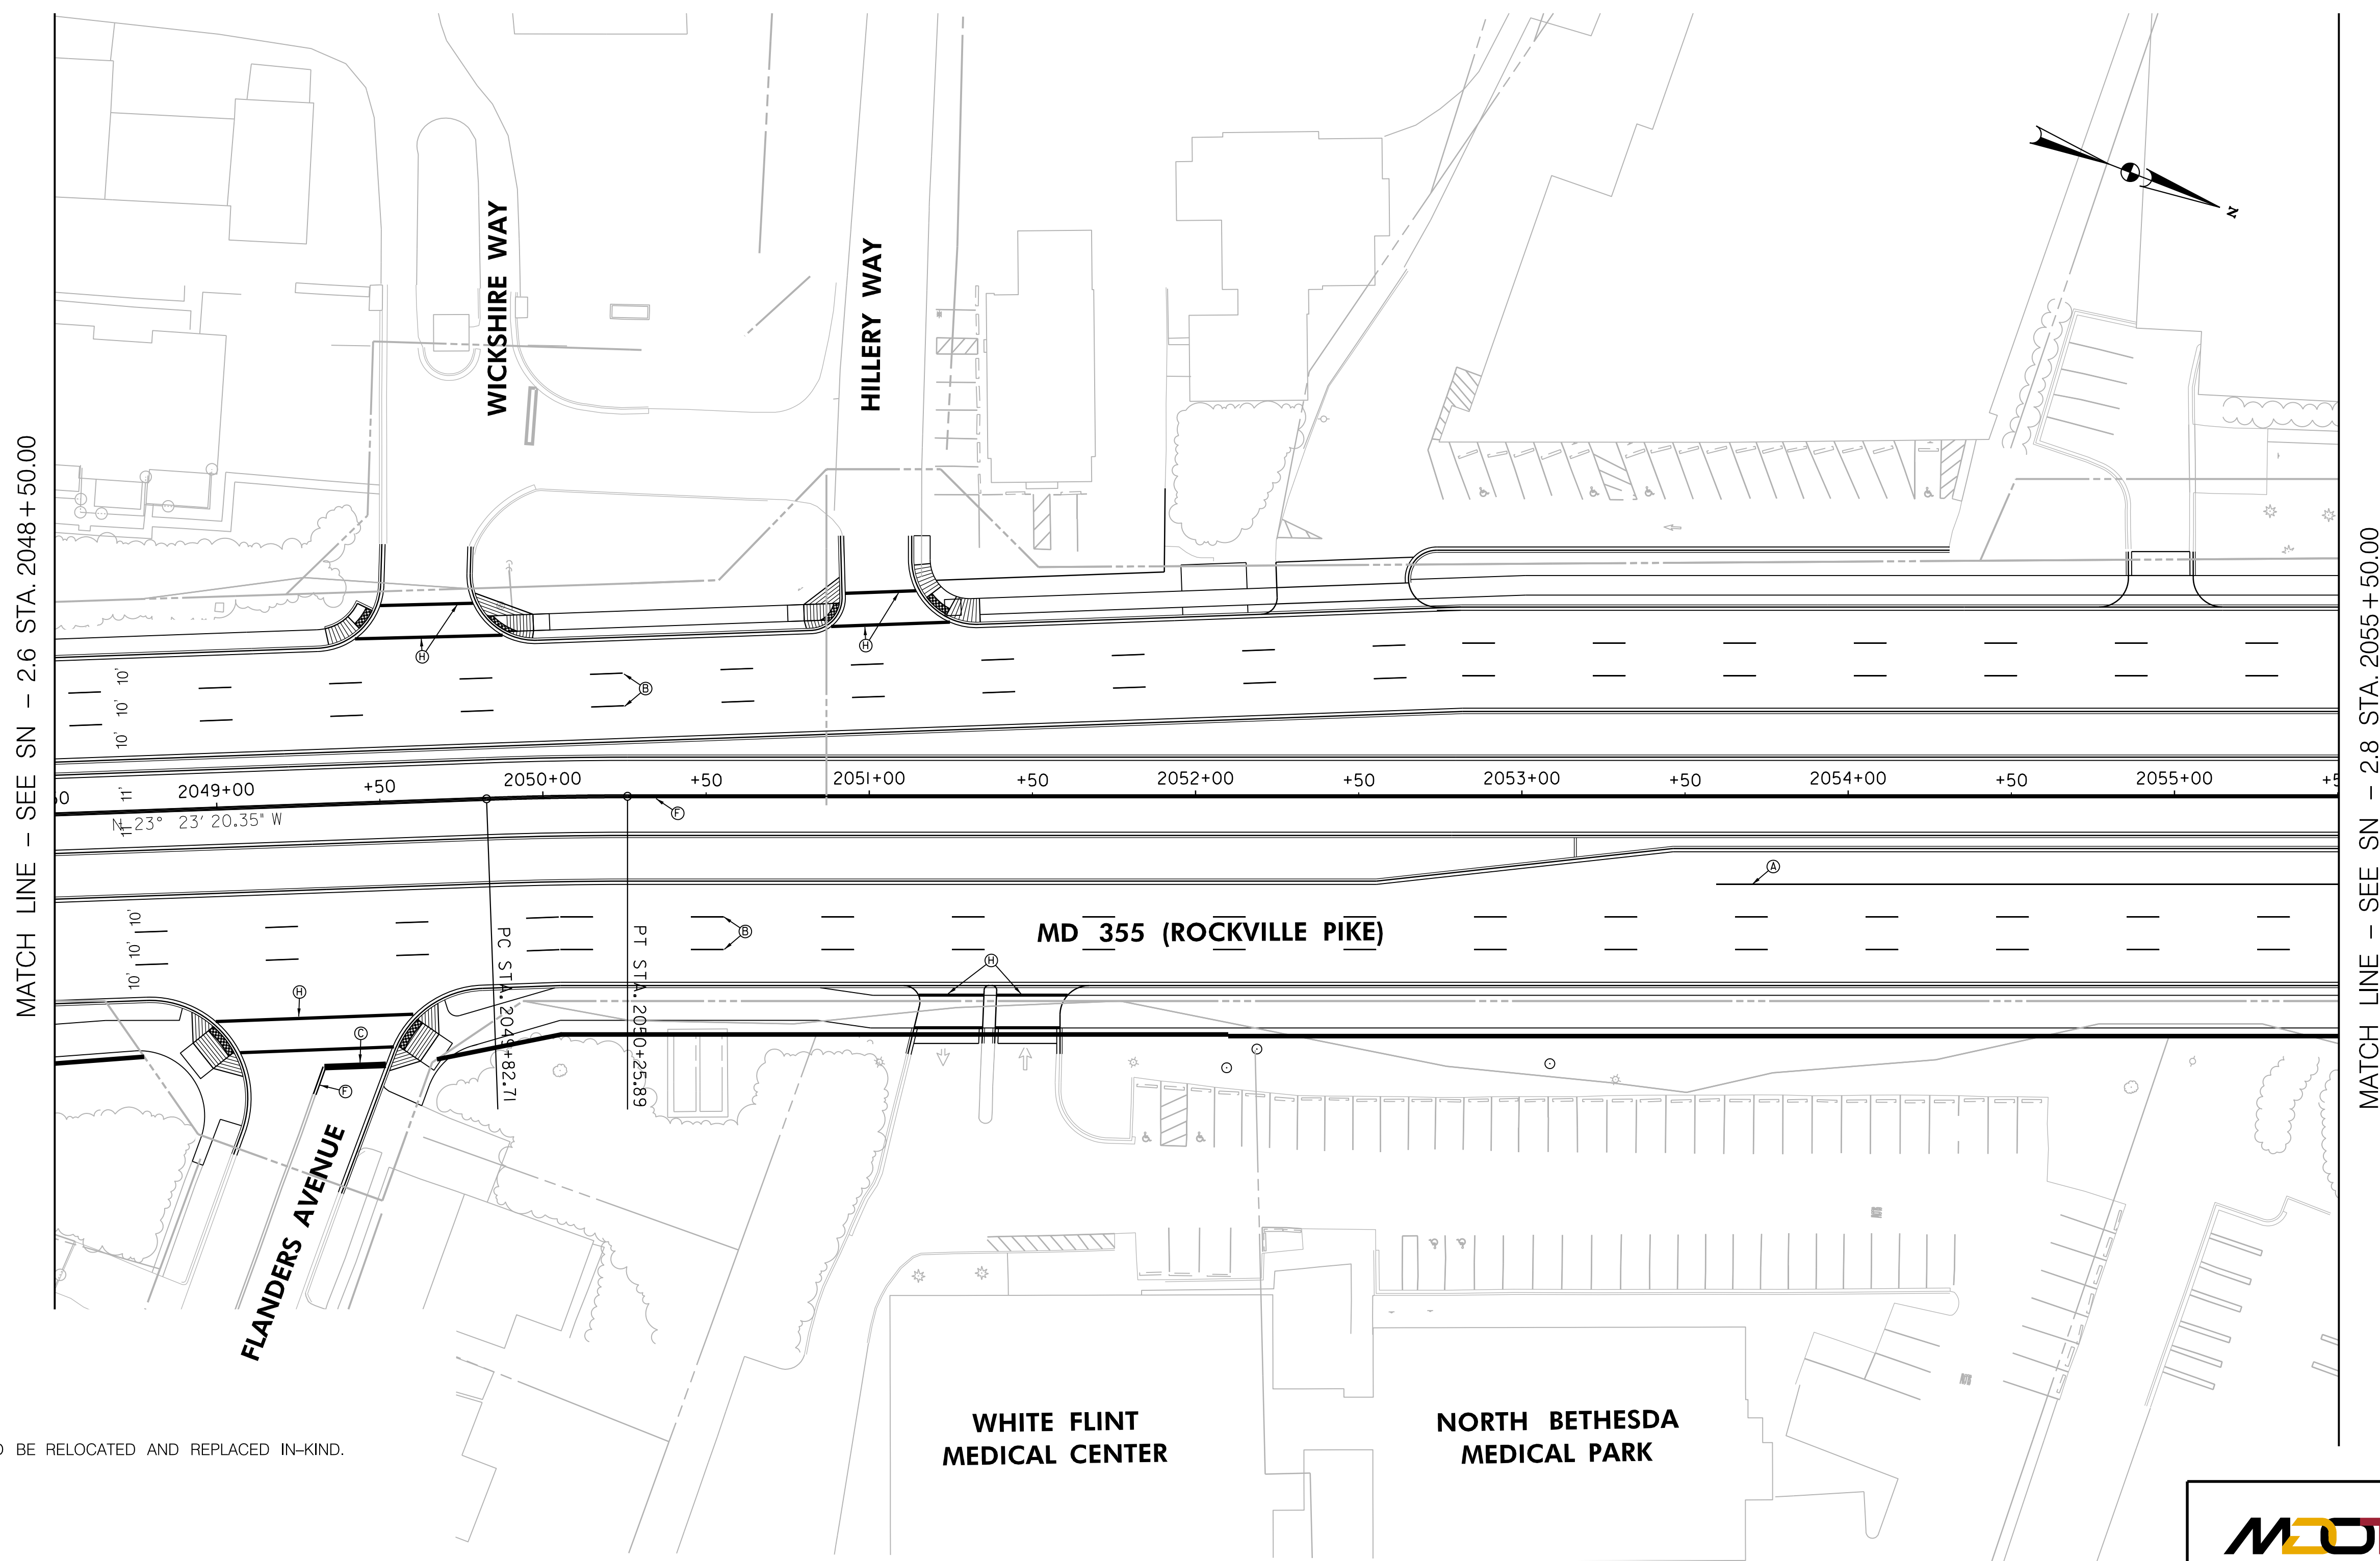 MATCH LINE – SEE SN – 2.6 STA. 2048+50.00
WICKSHIRE WAY
HILLERY WAY
N
H
H
B
10'
10'
10'
2049+00
+50
2050+00
+50
2051+00
+50
2052+00
+50
2053+00
+50
2054+00
+50
2055+00
11'
11'
N 23° 23' 20.35" W
F
A
10'
10'
10'
B
MD 355 (ROCKVILLE PIKE)
PC STA. 2049+82.71
PT STA. 2050+25.89
H
H
C
F
FLANDERS AVENUE
WHITE FLINT
MEDICAL CENTER
NORTH BETHESDA
MEDICAL PARK
BE RELOCATED AND REPLACED IN–KIND.
MATCH LINE – SEE SN – 2.8 STA. 2055+50.00
MDOT